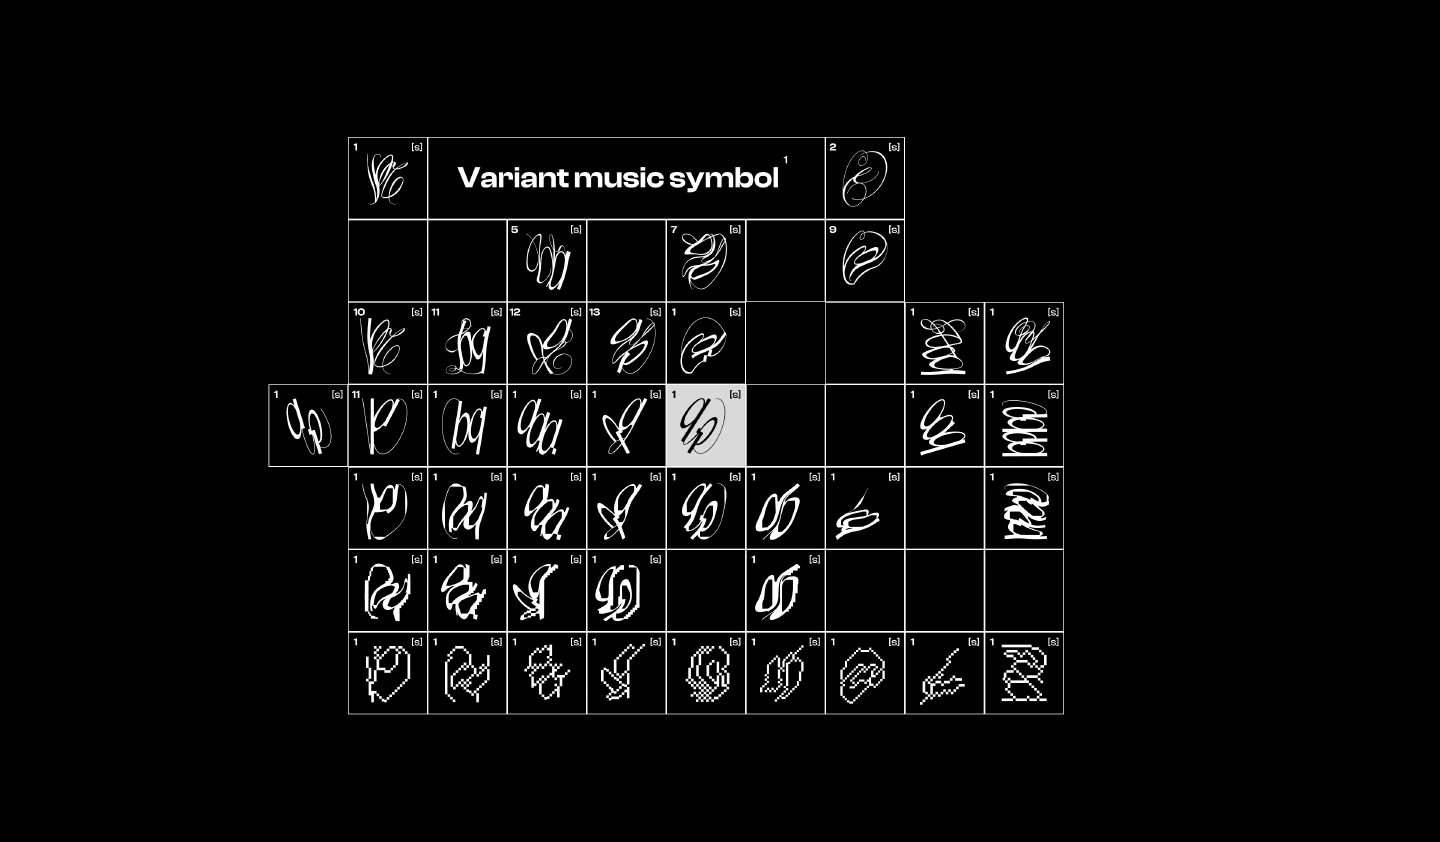 1 [s] Variant music symbol 1 2 [s]
5 [s] 7 [s] 9 [s]
10 [s] 11 [s] 12 [s] 13 [s] 1 [s] 1 [s] 1 [s]
1 [s] 11 [s] 1 [s] 1 [s] 1 [s] 1 [s] 1 [s] 1 [s]
1 [s] 1 [s] 1 [s] 1 [s] 1 [s] 1 [s] 1 [s] 1 [s]
1 [s] 1 [s] 1 [s] 1 [s] 1 [s]
1 [s] 1 [s] 1 [s] 1 [s] 1 [s] 1 [s] 1 [s] 1 [s] 1 [s]